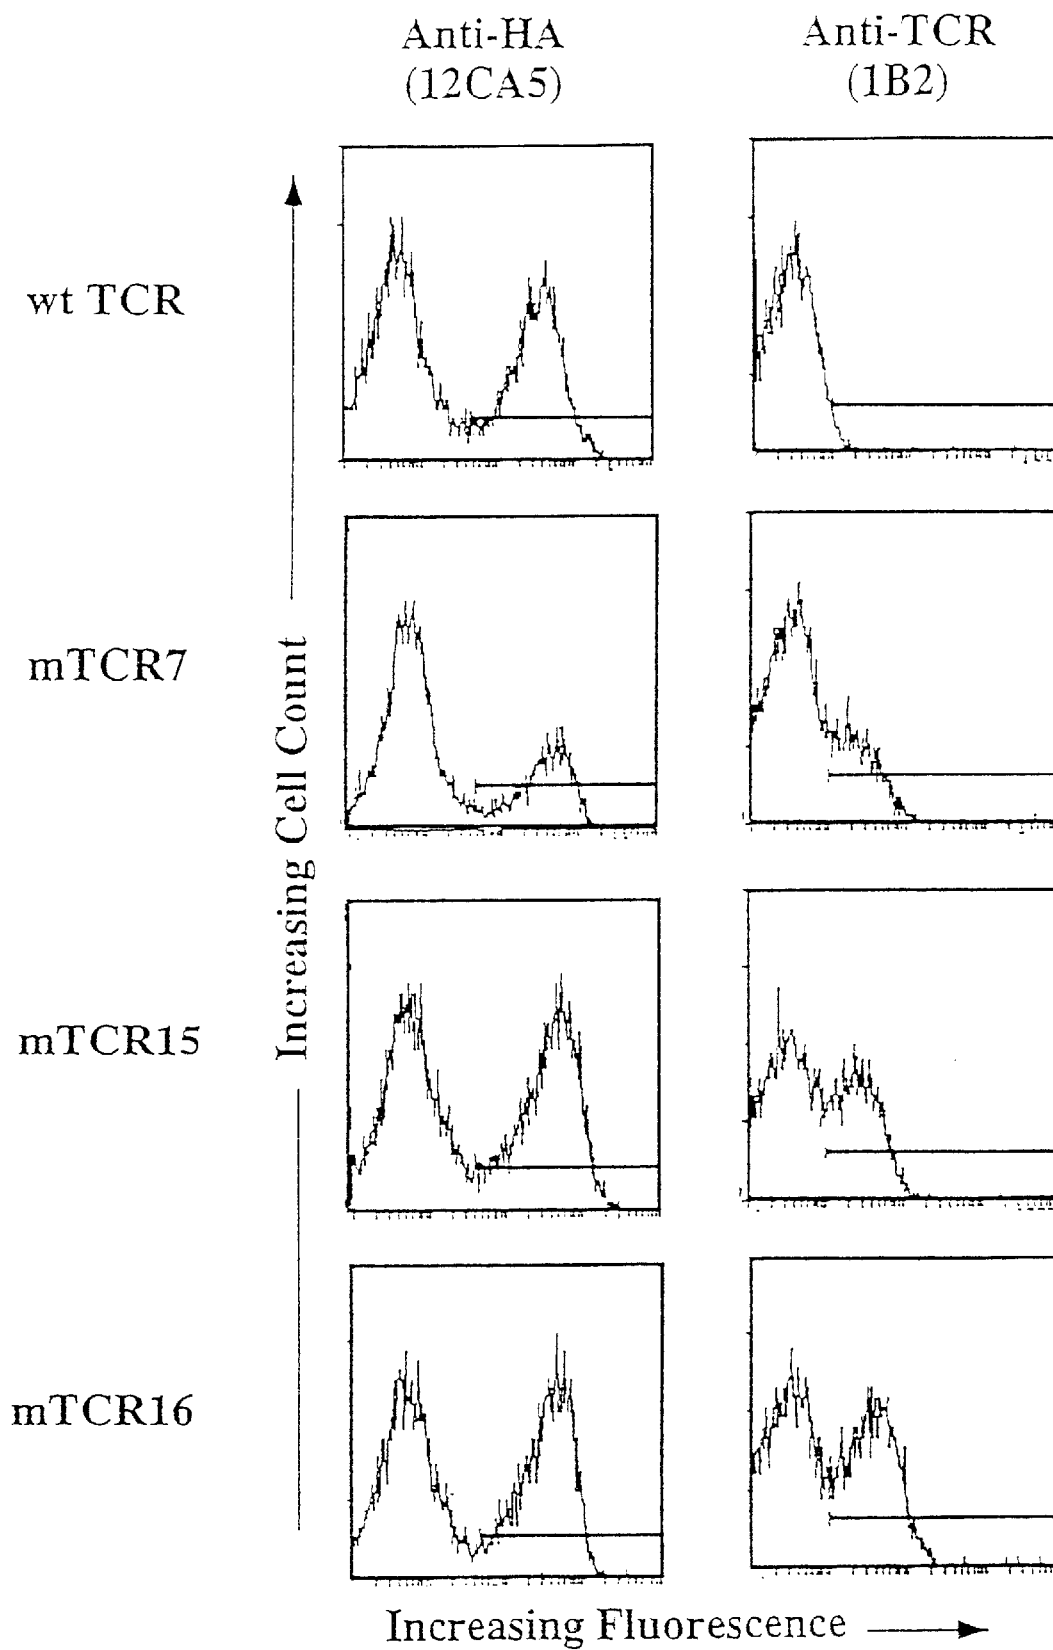 Anti-HA
(12CA5)
Anti-TCR
(1B2)
wt TCR
mTCR7
mTCR15
mTCR16
Increasing Cell Count
Increasing Fluorescence